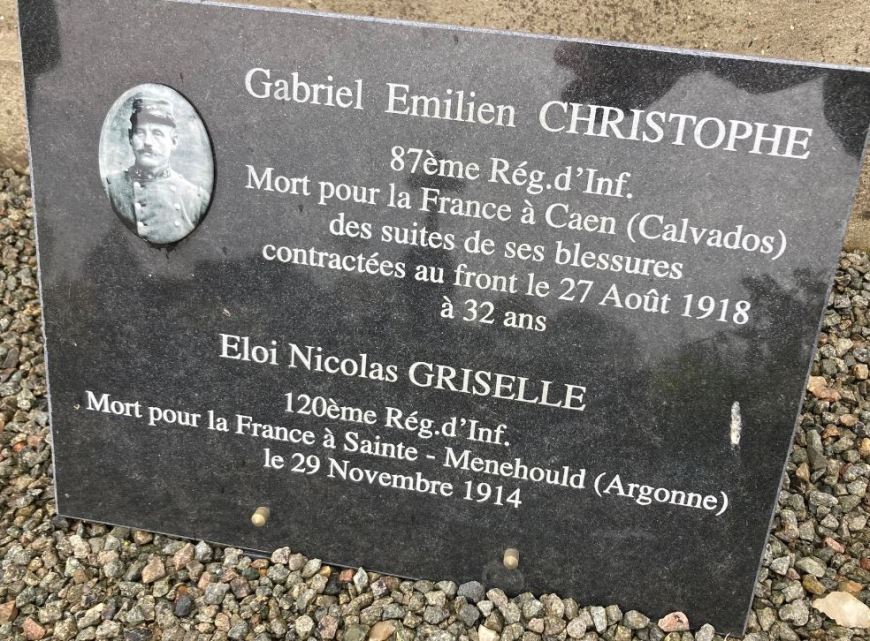 Gabriel Emilien CHRISTOPHE
87ème Rég.d'Inf.
Mort pour la France à Caen (Calvados)
des suites de ses blessures
contractées au front le 27 Août 1918
à 32 ans
Eloi Nicolas GRISELLE
120ème Rég.d'Inf.
Mort pour la France à Sainte - Menehould (Argonne)
le 29 Novembre 1914